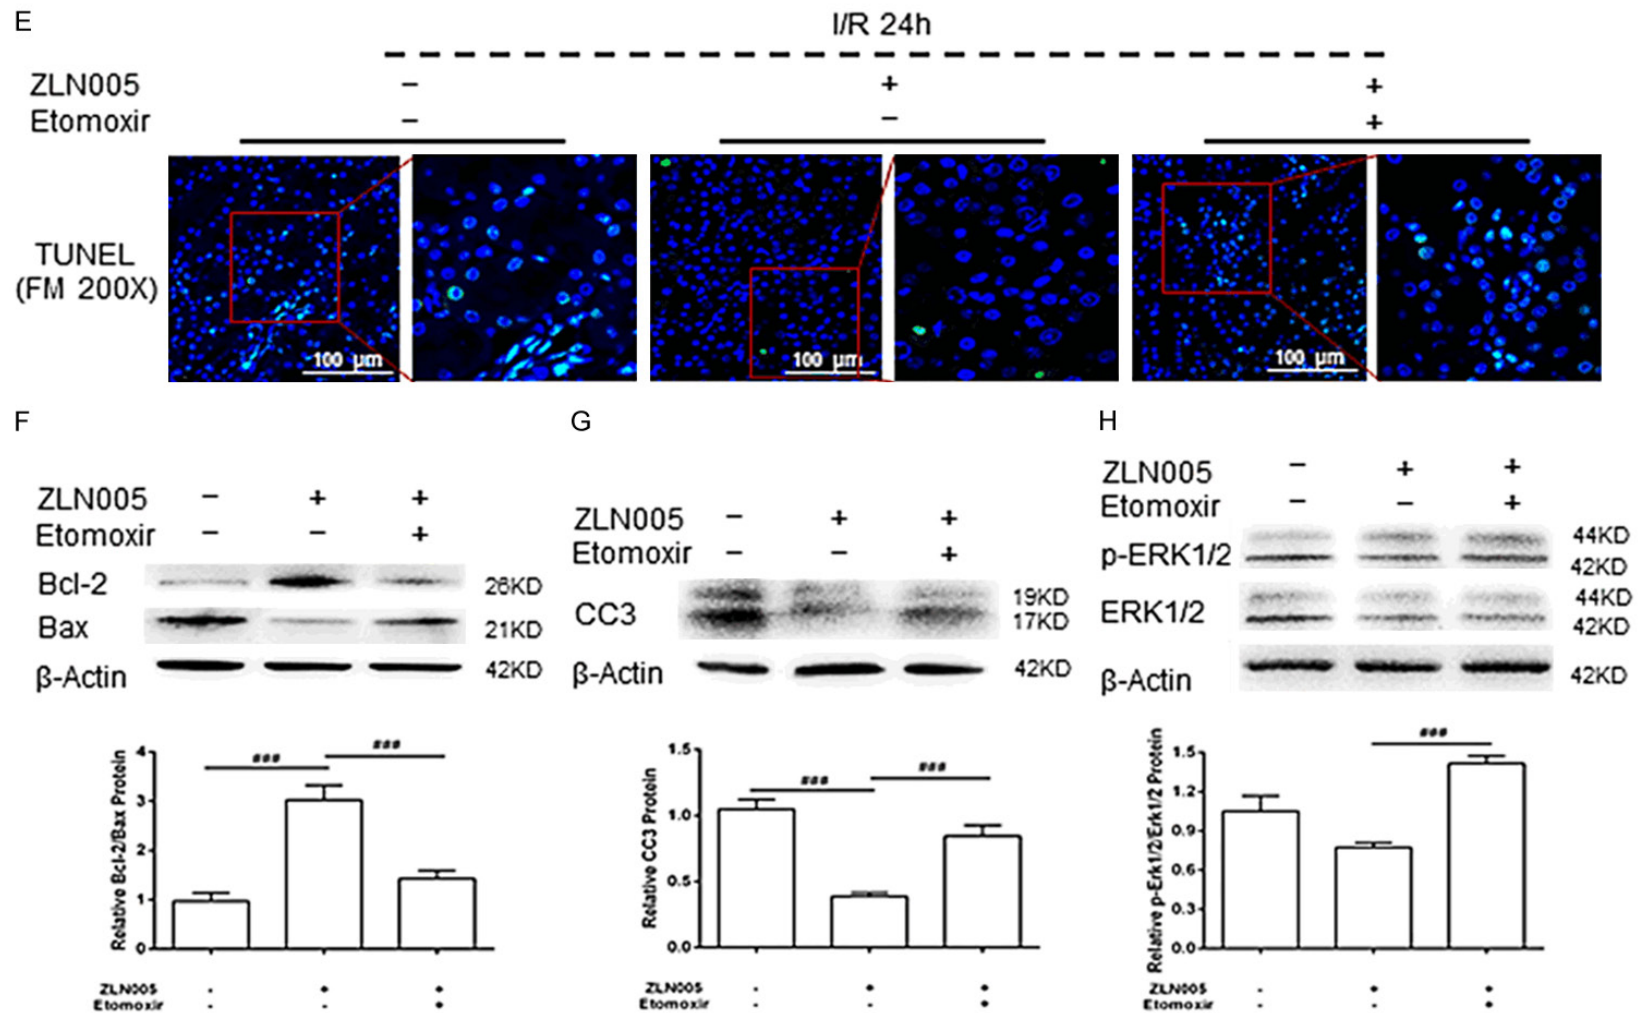 E
I/R 24h
ZLN005 − + +
Etomoxir − − +
TUNEL
(FM 200X)
100 μm 100 μm 100 μm
F G H
ZLN005 − + +
Etomoxir − − +
Bcl-2 26KD
Bax 21KD
β-Actin 42KD
ZLN005 − + +
Etomoxir − − +
CC3 19KD
17KD
β-Actin 42KD
ZLN005 − + +
Etomoxir − − +
p-ERK1/2 44KD
42KD
ERK1/2 44KD
42KD
β-Actin 42KD
Relative Bcl-2/Bax Protein
4
3
2
1
0
### ###
ZLN005 - + +
Etomoxir - - +
Relative CC3 Protein
1.5
1.0
0.5
0.0
### ###
ZLN005 - + +
Etomoxir - - +
Relative p-Erk1/2/Erk1/2 Protein
1.5
1.2
0.9
0.6
0.3
0.0
###
ZLN005 - + +
Etomoxir - - +